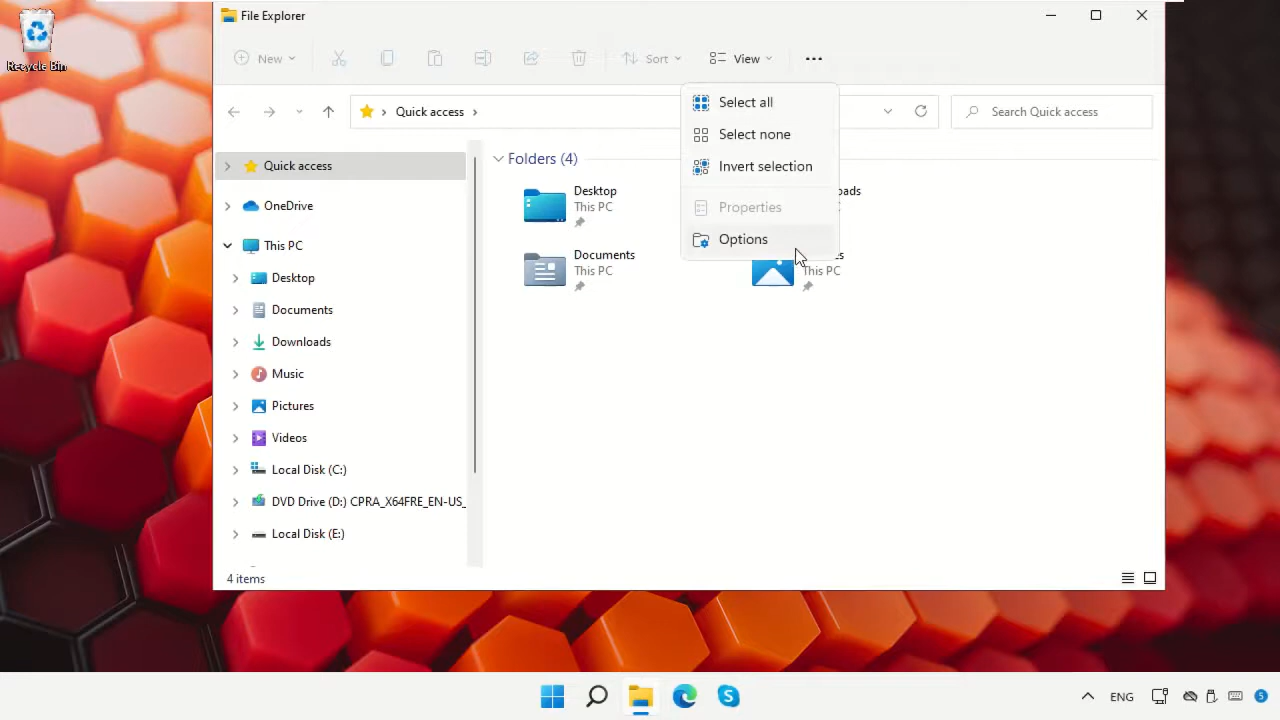 Recycle Bin
File Explorer
New
Sort
View
Quick access
Search Quick access
Select all
Select none
Invert selection
Properties
Options
Quick access
OneDrive
This PC
Desktop
Documents
Downloads
Music
Pictures
Videos
Local Disk (C:)
DVD Drive (D:) CPRA_X64FRE_EN-US_
Local Disk (E:)
Folders (4)
Desktop
This PC
Documents
This PC
This PC
4 items
ENG
5